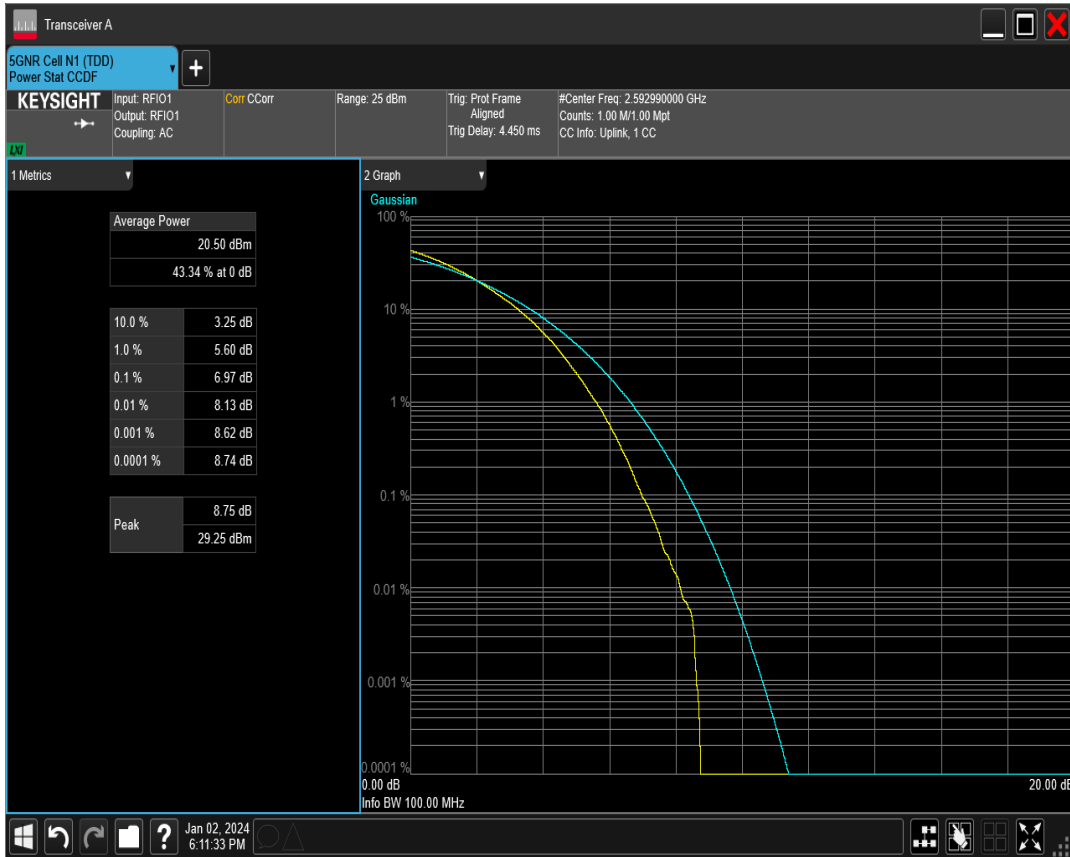 Transceiver A
5GNR Cell N1 (TDD)
Power Stat CCDF
KEYSIGHT
LXI
Input: RFIO1
Output: RFIO1
Coupling: AC
Corr CCorr
Range: 25 dBm
Trig: Prot Frame
Aligned
Trig Delay: 4.450 ms
#Center Freq: 2.592990000 GHz
Counts: 1.00 M/1.00 Mpt
CC Info: Uplink, 1 CC
1 Metrics
Average Power
20.50 dBm
43.34 % at 0 dB
10.0 % 3.25 dB
1.0 % 5.60 dB
0.1 % 6.97 dB
0.01 % 8.13 dB
0.001 % 8.62 dB
0.0001 % 8.74 dB
Peak
8.75 dB
29.25 dBm
2 Graph
Gaussian
100 %
10 %
1 %
0.1 %
0.01 %
0.001 %
0.0001 %
0.00 dB 20.00 dB
Info BW 100.00 MHz
?
Jan 02, 2024
6:11:33 PM